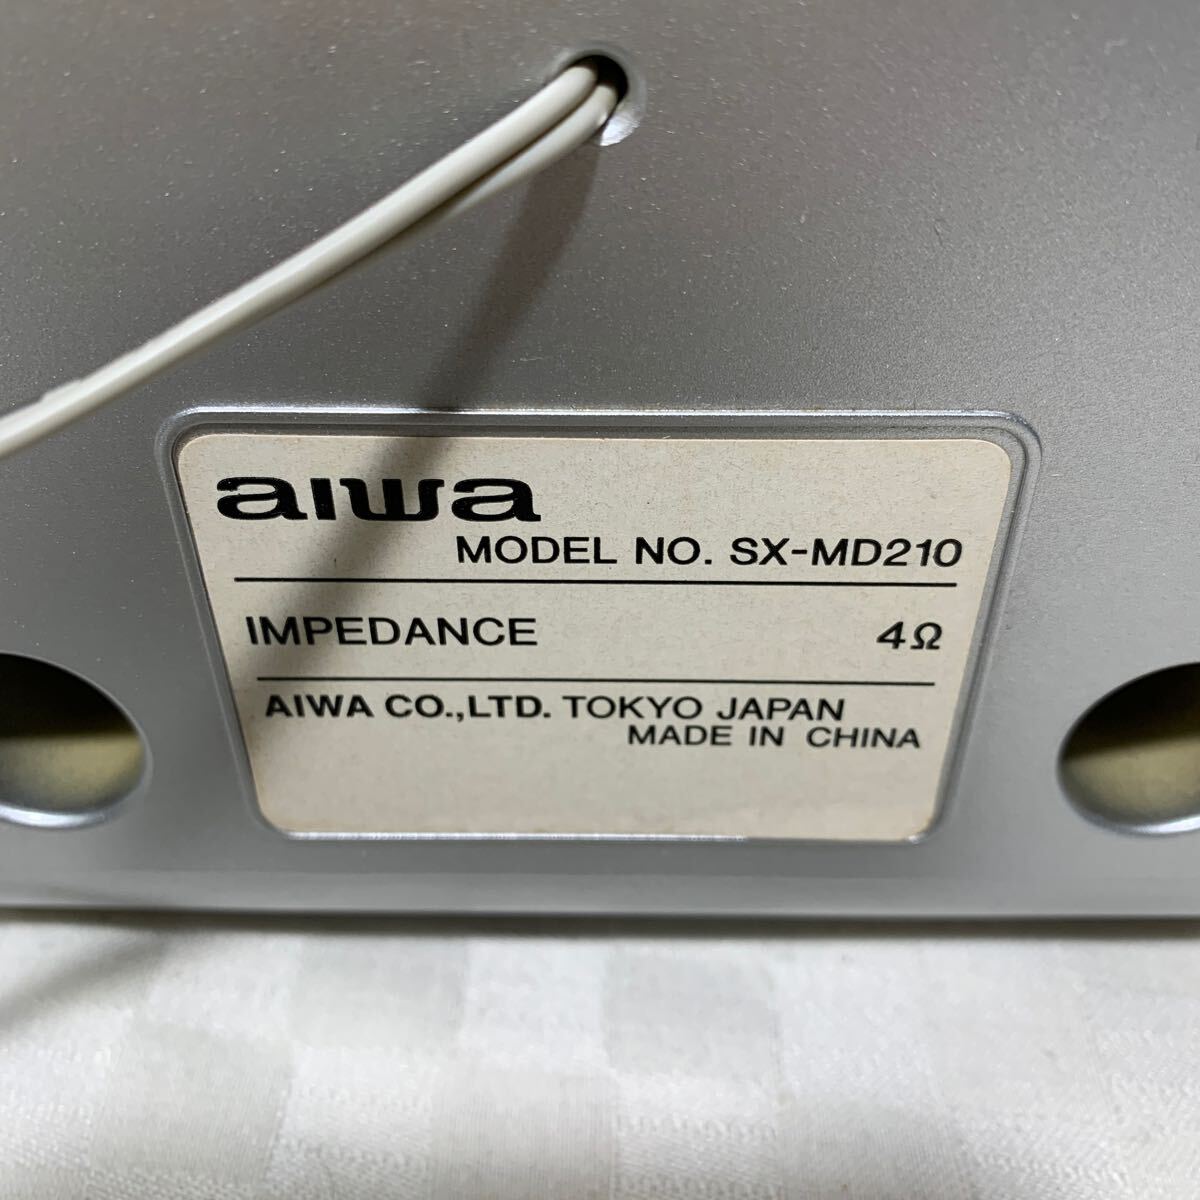 aiwa
MODEL NO. SX-MD210
IMPEDANCE 4Ω
AIWA CO.,LTD. TOKYO JAPAN
MADE IN CHINA